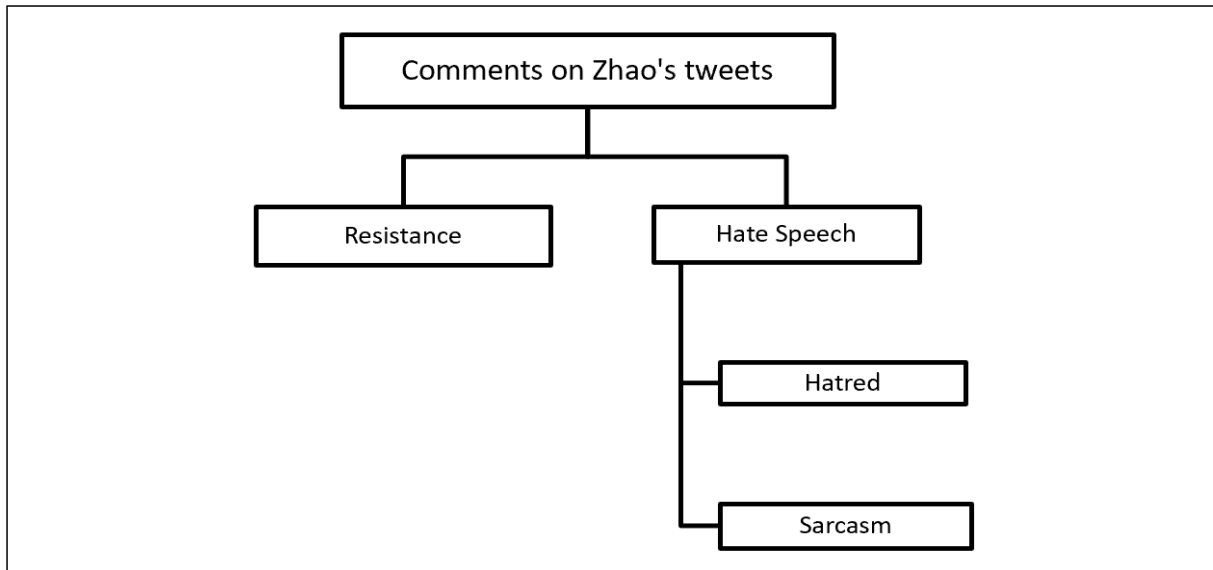 Comments on Zhao's tweets
Resistance
Hate Speech
Hatred
Sarcasm